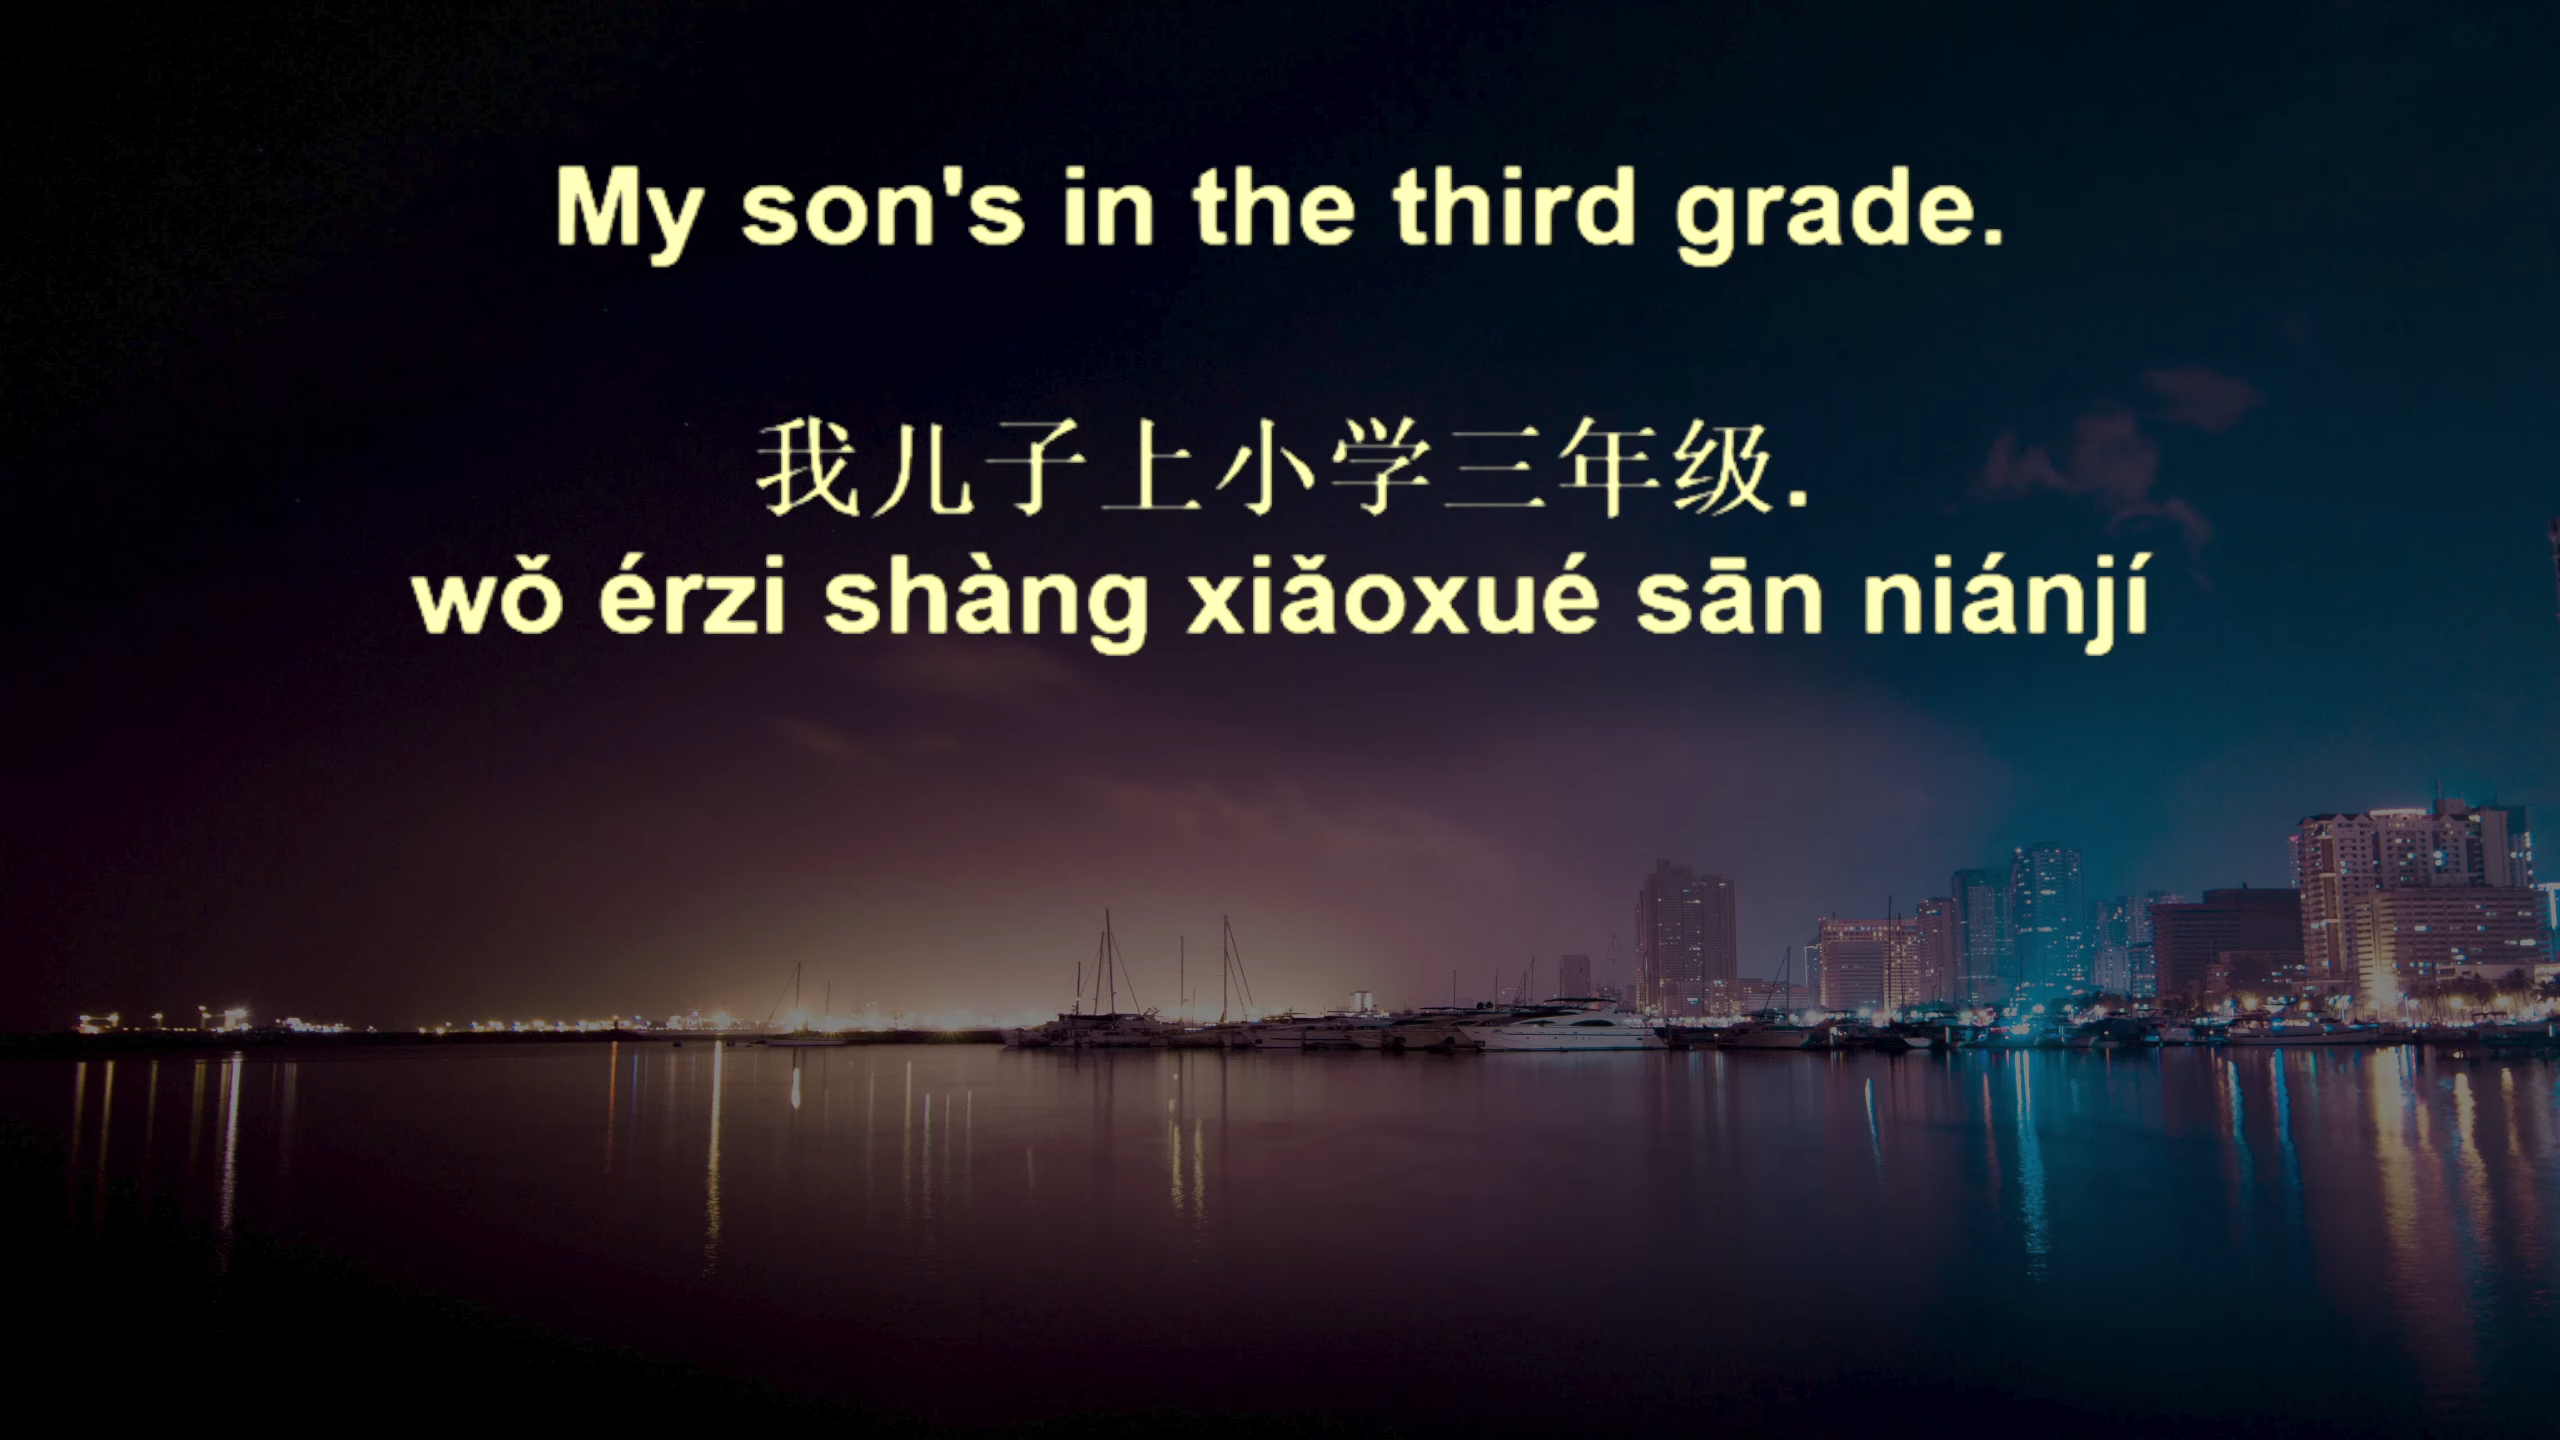 My son's in the third grade.
我儿子上小学三年级.
wǒ érzi shàng xiǎoxué sān niánjí